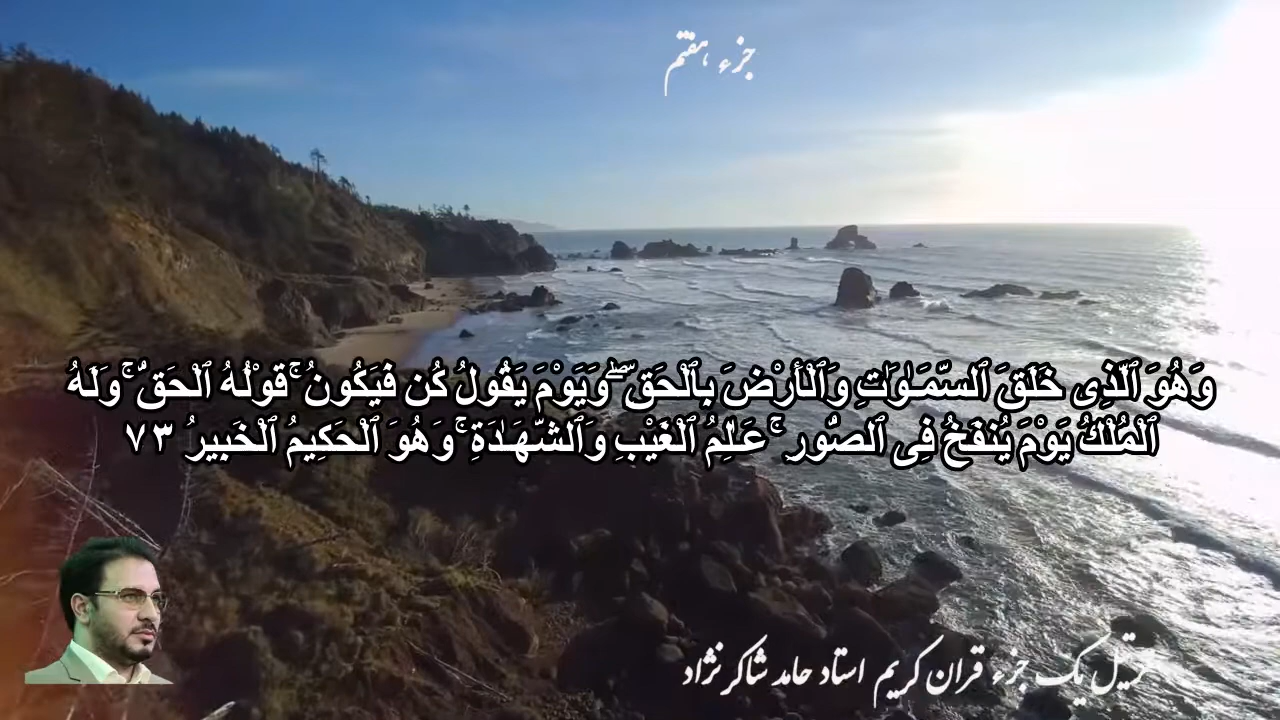 جزء هفتم
وَهُوَ ٱلَّذِى خَلَقَ ٱلسَّمَـٰوَٰتِ وَٱلْأَرْضَ بِٱلْحَقِّ ۖ وَيَوْمَ يَقُولُ كُن فَيَكُونُ ۚ قَوْلُهُ ٱلْحَقُّ ۚ وَلَهُ
ٱلْمُلْكُ يَوْمَ يُنفَخُ فِى ٱلصُّورِ ۚ عَـٰلِمُ ٱلْغَيْبِ وَٱلشَّهَـٰدَةِ ۚ وَهُوَ ٱلْحَكِيمُ ٱلْخَبِيرُ ٧٣
ترتیل یک جزء قران کریم استاد حامد شاکرنژاد